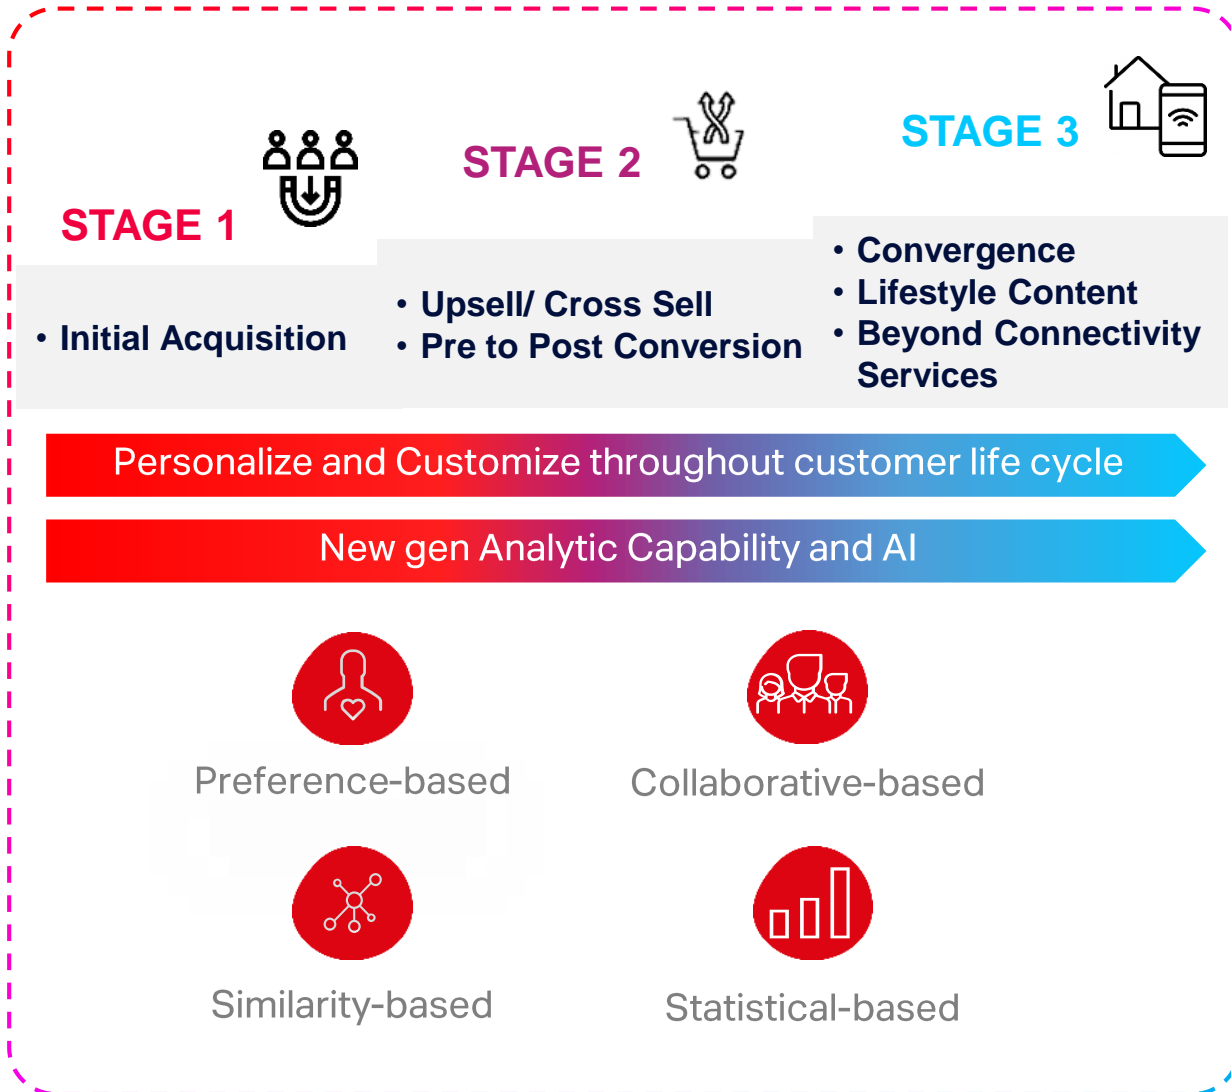 STAGE 1
• Initial Acquisition
STAGE 2
• Upsell/ Cross Sell
• Pre to Post Conversion
STAGE 3
• Convergence
• Lifestyle Content
• Beyond Connectivity
Services
Personalize and Customize throughout customer life cycle
New gen Analytic Capability and AI
Preference-based
Collaborative-based
Similarity-based
Statistical-based